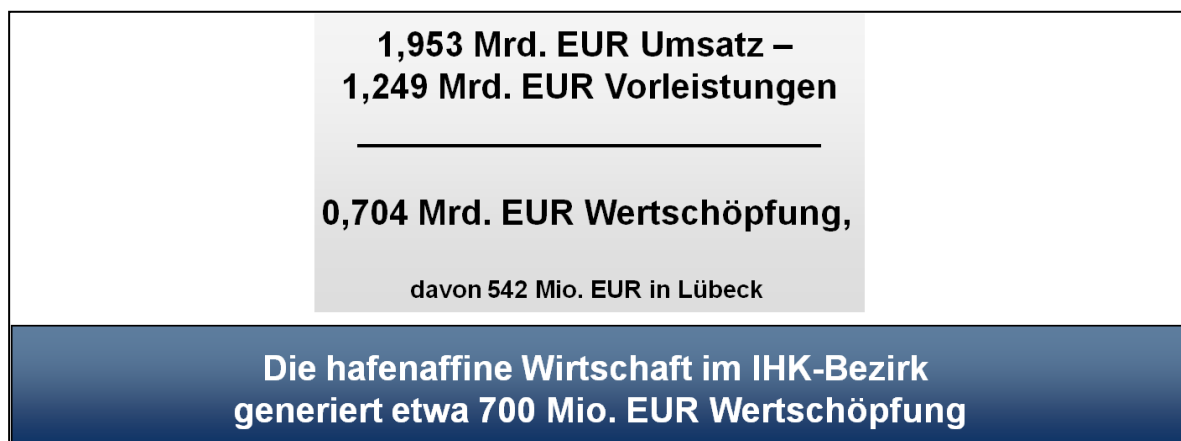 1,953 Mrd. EUR Umsatz –
1,249 Mrd. EUR Vorleistungen
0,704 Mrd. EUR Wertschöpfung,
davon 542 Mio. EUR in Lübeck
Die hafenaffine Wirtschaft im IHK-Bezirk
generiert etwa 700 Mio. EUR Wertschöpfung